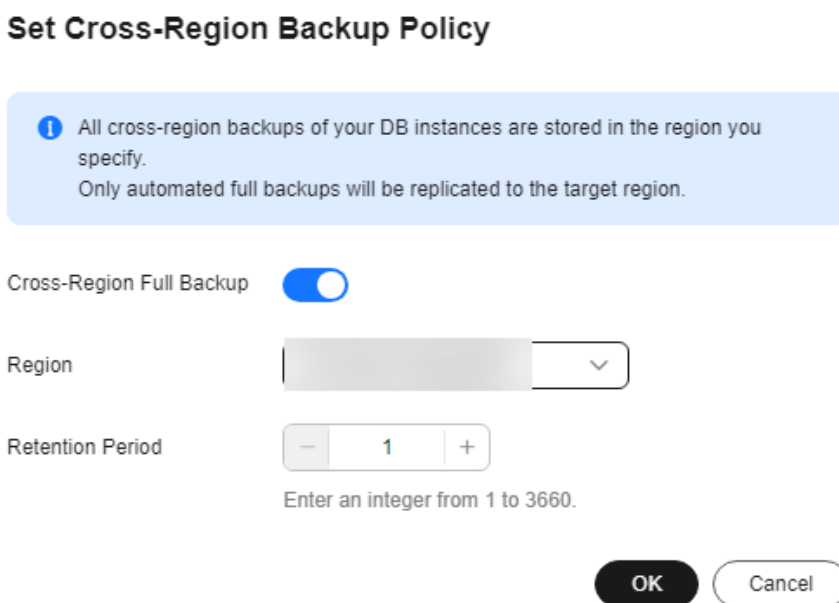 Set Cross-Region Backup Policy
All cross-region backups of your DB instances are stored in the region you
specify.
Only automated full backups will be replicated to the target region.
Cross-Region Full Backup
Region
Retention Period
1
Enter an integer from 1 to 3660.
OK
Cancel